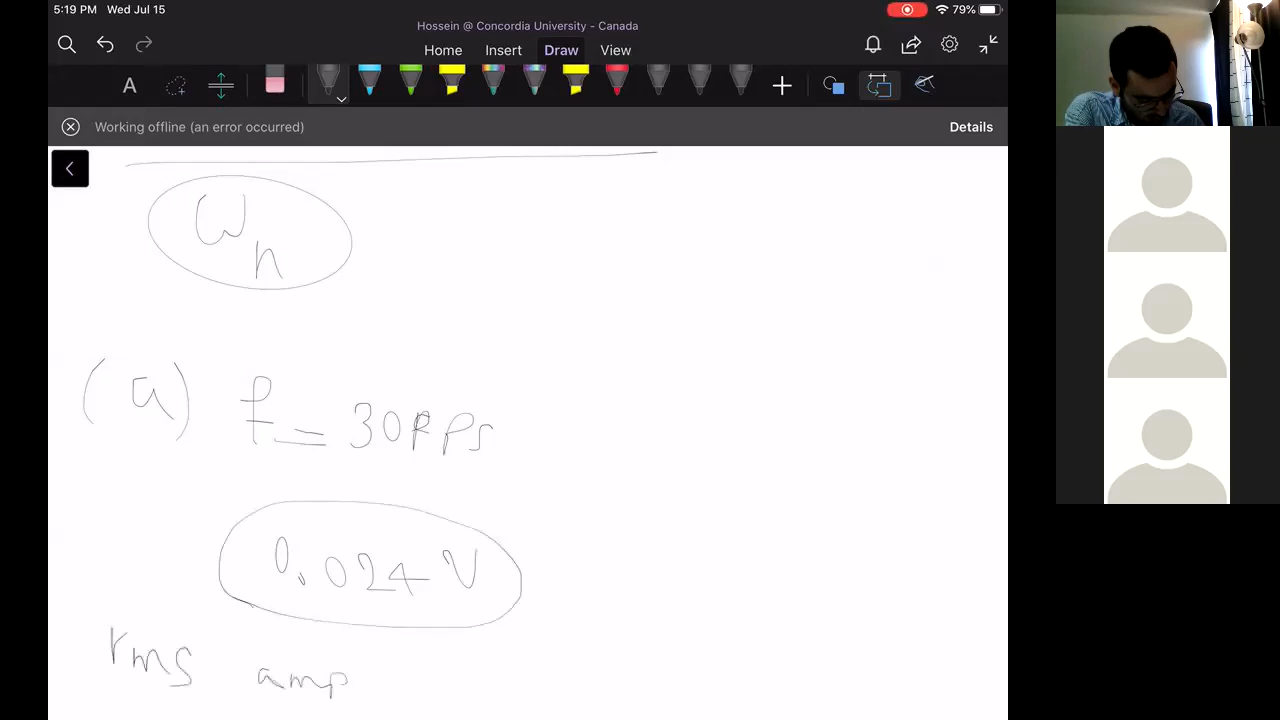 5:19 PM Wed Jul 15
79%
Hossein @ Concordia University - Canada
Home Insert Draw View
A
Working offline (an error occurred)
Details
ω n
(a) f = 30 RPS
0.024 V
rms amp